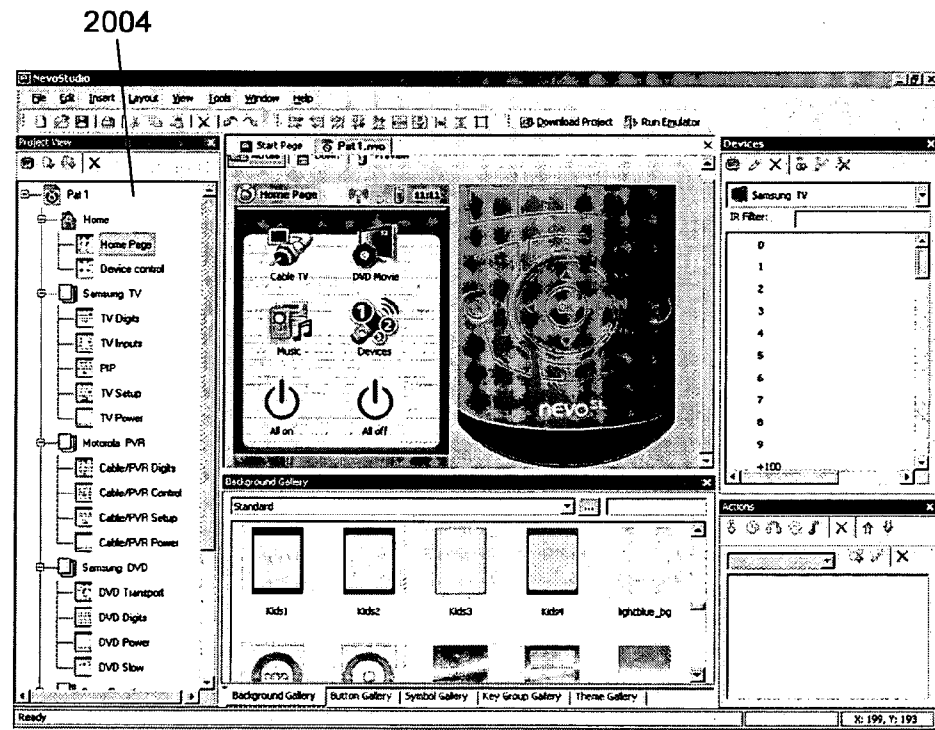 2004
NevoStudio
File Edit Insert Layout View Tools Window Help
Download Project Run Emulator
Project View
Start Page Pat1.nvo
Devices
Preview
Pat 1
Home
Home Page
Device control
Samsung TV
TV Digits
TV Inputs
PIP
TV Setup
TV Power
Motorola PVR
Cable/PVR Digits
Cable/PVR Control
Cable/PVR Setup
Cable/PVR Power
Samsung DVD
DVD Transport
DVD Digits
DVD Power
DVD Slow
Home Page 11:11
Cable TV DVD Movie
Music Devices
1 2
All on All off
nevo SL
Samsung TV
IR Filter:
0
1
2
3
4
5
6
7
8
9
+100
Background Gallery
Standard
Kids1 Kids2 Kids3 Kids4 lightblue_bg
Background Gallery Button Gallery Symbol Gallery Key Group Gallery Theme Gallery
Actions
Ready
X: 199, Y: 193